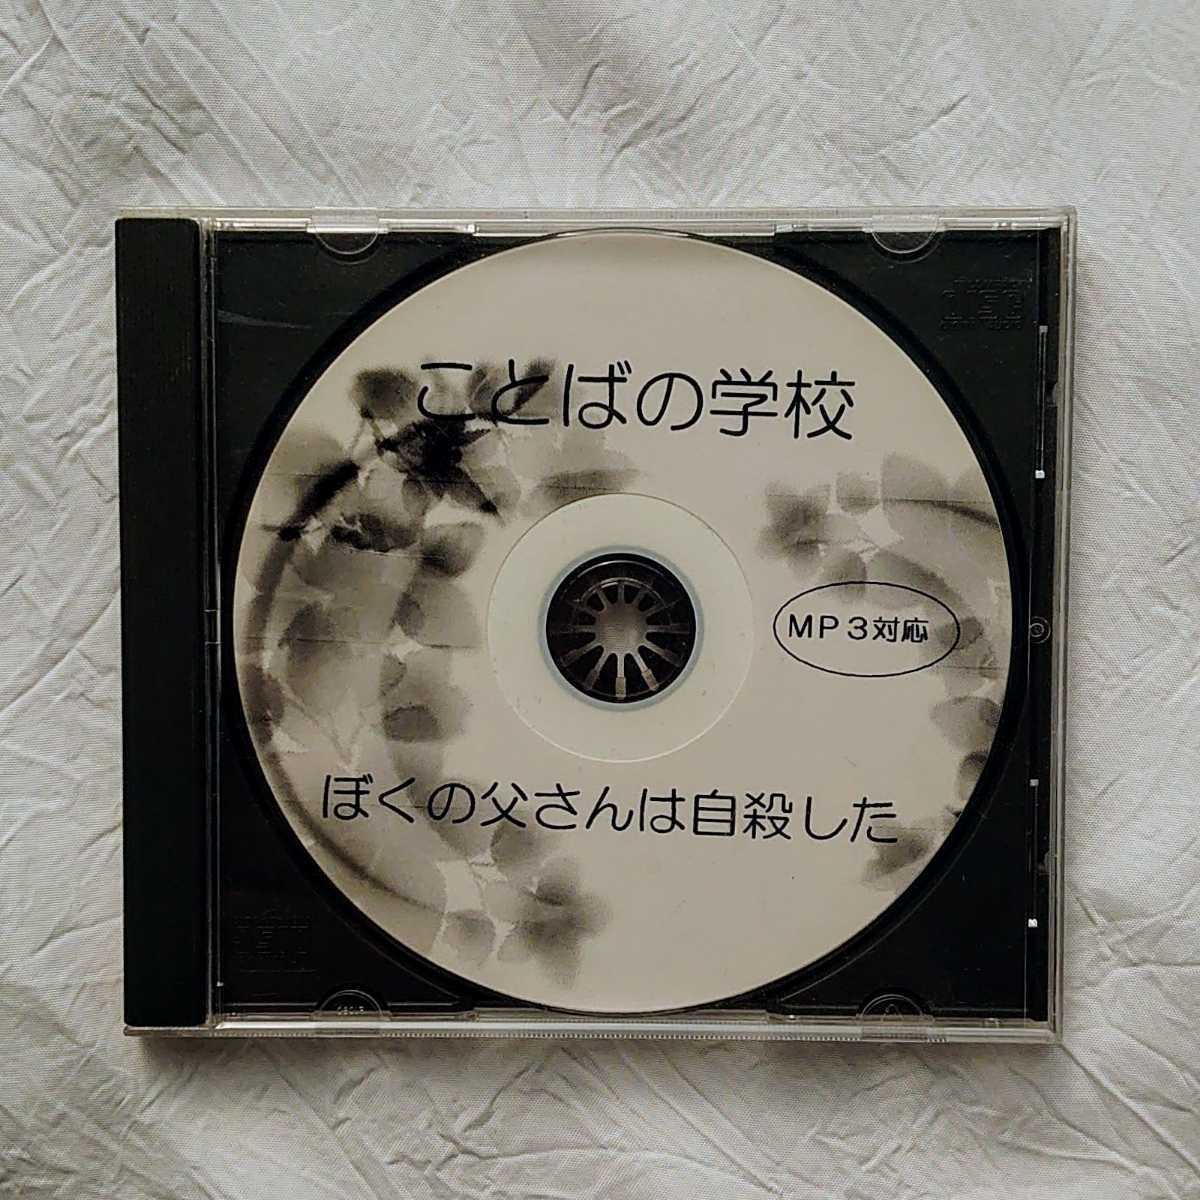 ことばの学校
MP3対応
ぼくの父さんは自殺した